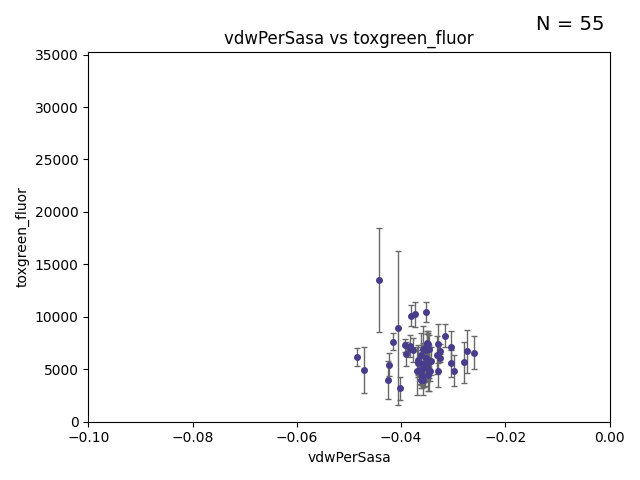 N = 55
vdwPerSasa vs toxgreen_fluor
35000
30000
25000
20000
15000
10000
5000
0
toxgreen_fluor
−0.10 −0.08 −0.06 −0.04 −0.02 0.00
vdwPerSasa